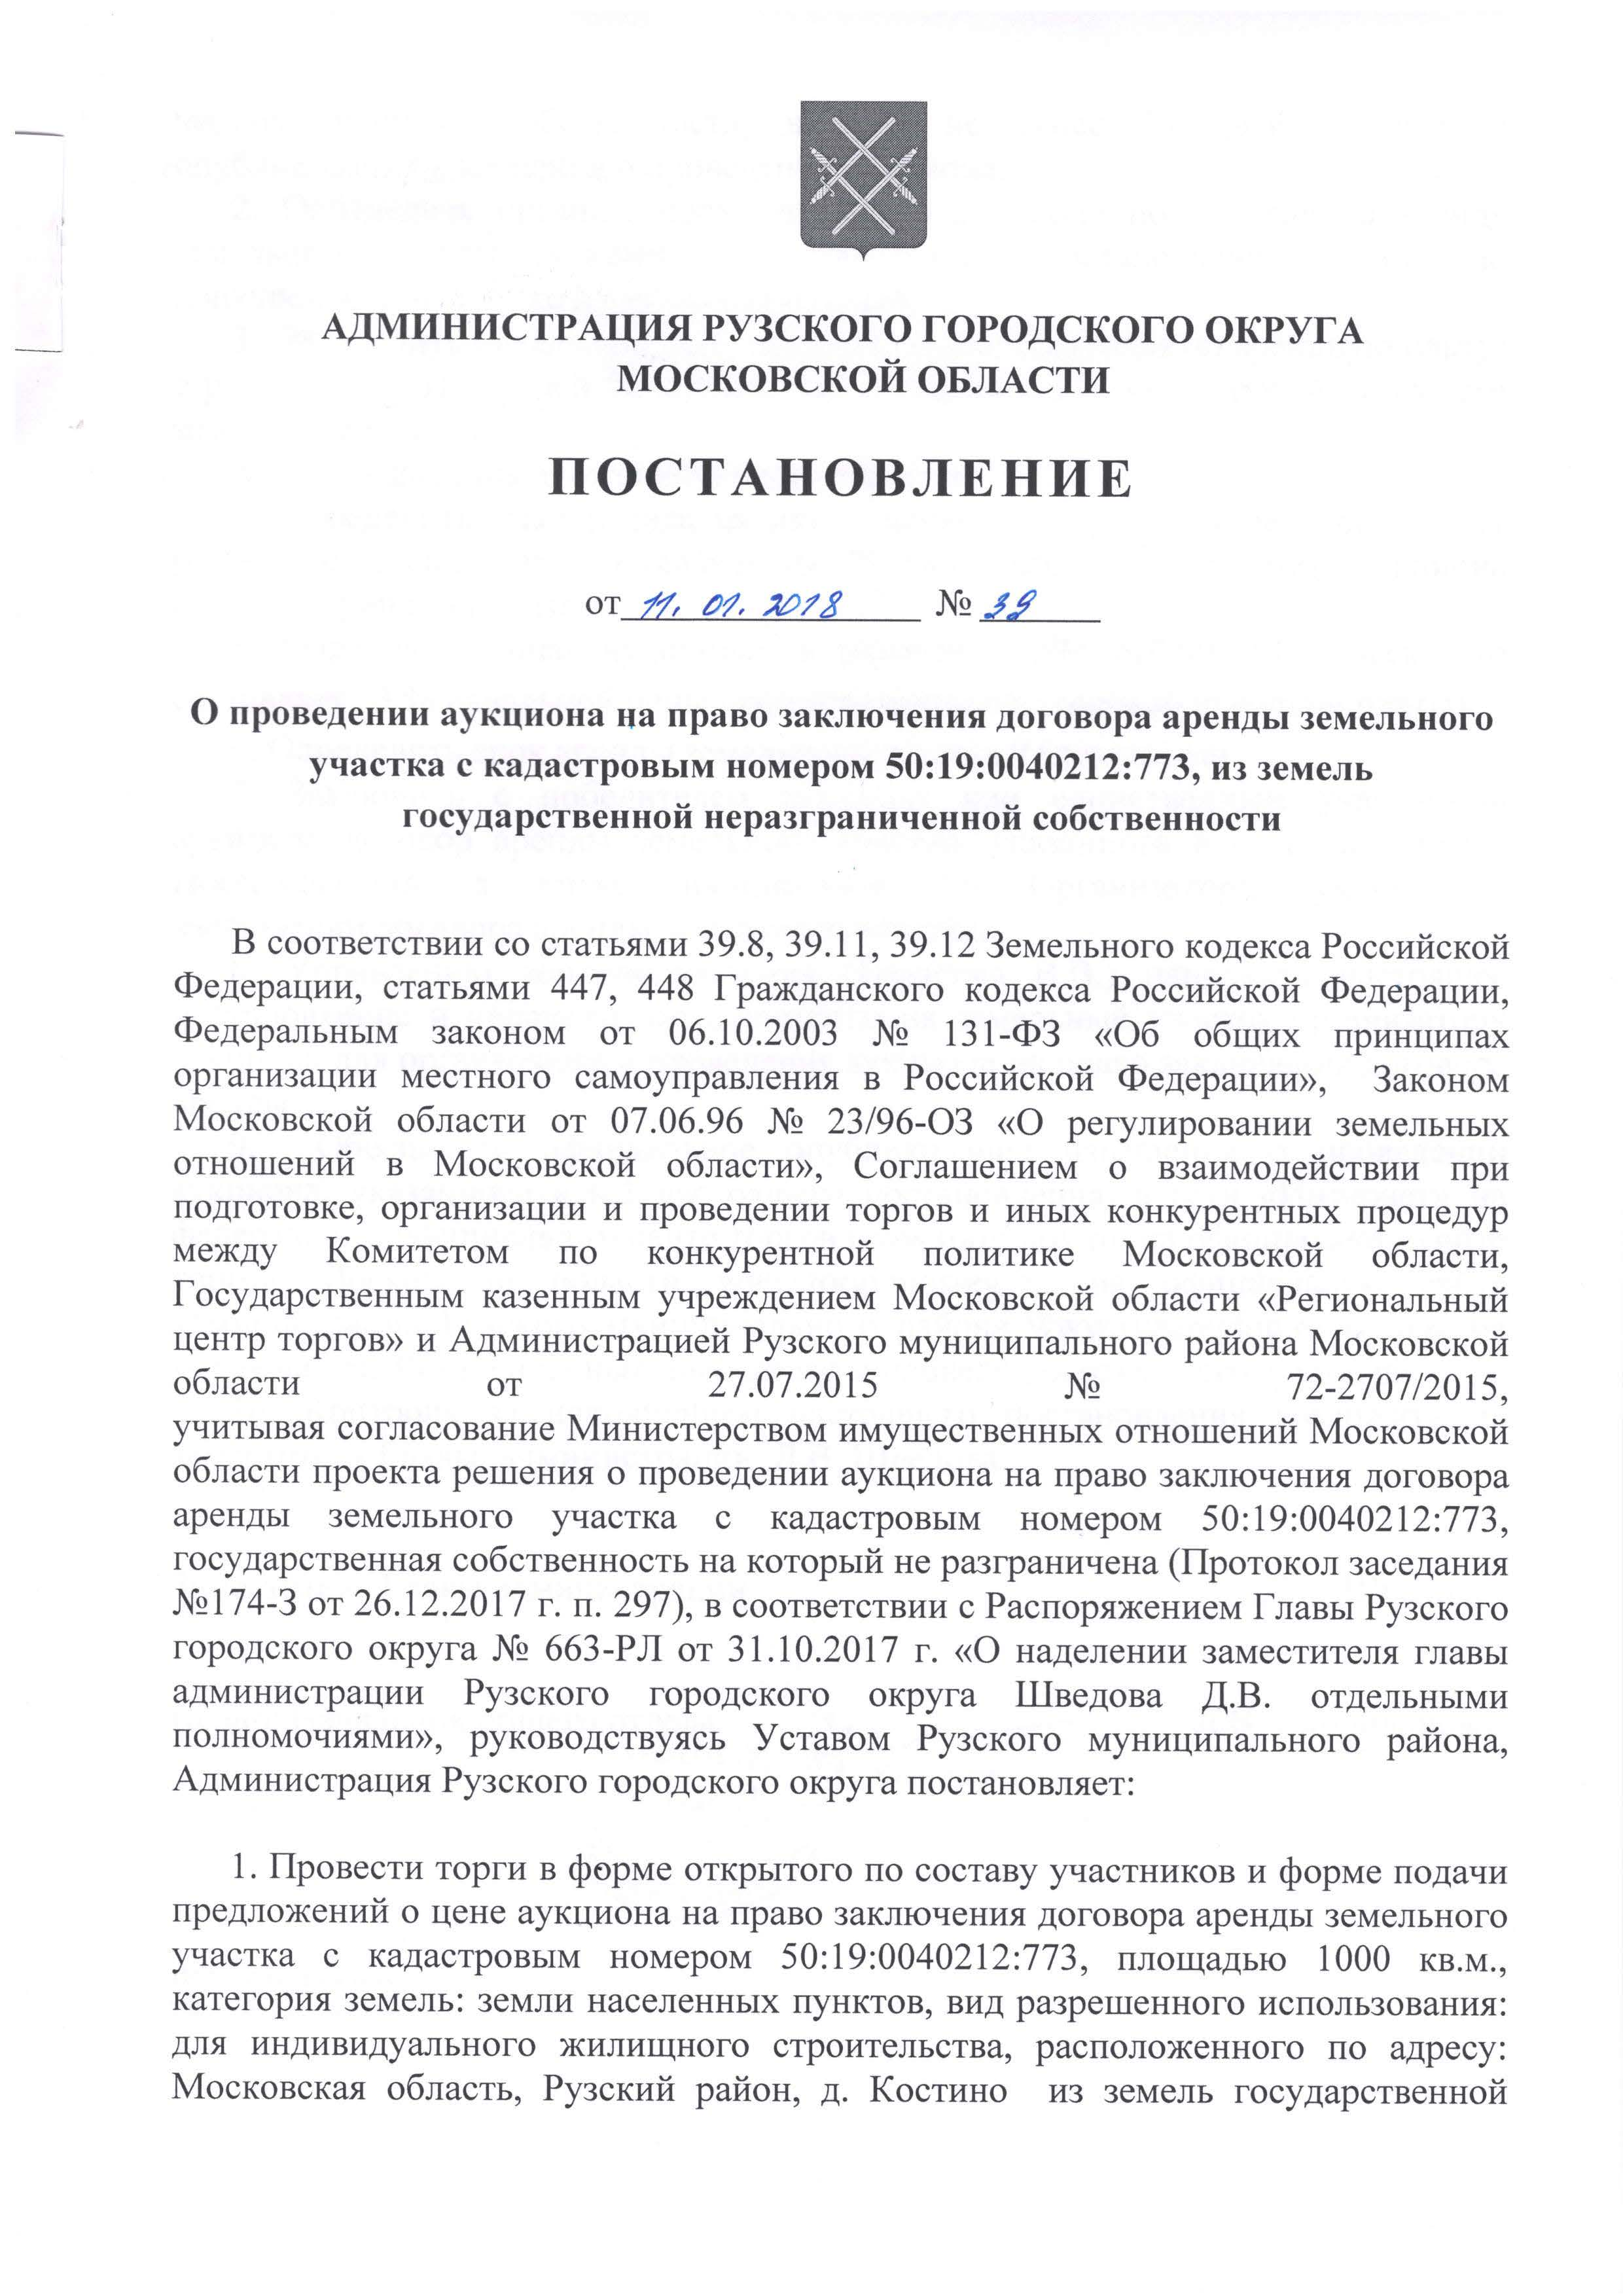 АДМИНИСТРАЦИЯ РУЗСКОГО ГОРОДСКОГО ОКРУГА
МОСКОВСКОЙ ОБЛАСТИ
ПОСТАНОВЛЕНИЕ
от 11. 01. 2018 № 39
О проведении аукциона на право заключения договора аренды земельного
участка с кадастровым номером 50:19:0040212:773, из земель
государственной неразграниченной собственности
В соответствии со статьями 39.8, 39.11, 39.12 Земельного кодекса Российской
Федерации, статьями 447, 448 Гражданского кодекса Российской Федерации,
Федеральным законом от 06.10.2003 № 131-ФЗ «Об общих принципах
организации местного самоуправления в Российской Федерации», Законом
Московской области от 07.06.96 № 23/96-ОЗ «О регулировании земельных
отношений в Московской области», Соглашением о взаимодействии при
подготовке, организации и проведении торгов и иных конкурентных процедур
между Комитетом по конкурентной политике Московской области,
Государственным казенным учреждением Московской области «Региональный
центр торгов» и Администрацией Рузского муниципального района Московской
области от 27.07.2015 № 72-2707/2015,
учитывая согласование Министерством имущественных отношений Московской
области проекта решения о проведении аукциона на право заключения договора
аренды земельного участка с кадастровым номером 50:19:0040212:773,
государственная собственность на который не разграничена (Протокол заседания
№174-З от 26.12.2017 г. п. 297), в соответствии с Распоряжением Главы Рузского
городского округа № 663-РЛ от 31.10.2017 г. «О наделении заместителя главы
администрации Рузского городского округа Шведова Д.В. отдельными
полномочиями», руководствуясь Уставом Рузского муниципального района,
Администрация Рузского городского округа постановляет:
1. Провести торги в форме открытого по составу участников и форме подачи
предложений о цене аукциона на право заключения договора аренды земельного
участка с кадастровым номером 50:19:0040212:773, площадью 1000 кв.м.,
категория земель: земли населенных пунктов, вид разрешенного использования:
для индивидуального жилищного строительства, расположенного по адресу:
Московская область, Рузский район, д. Костино из земель государственной